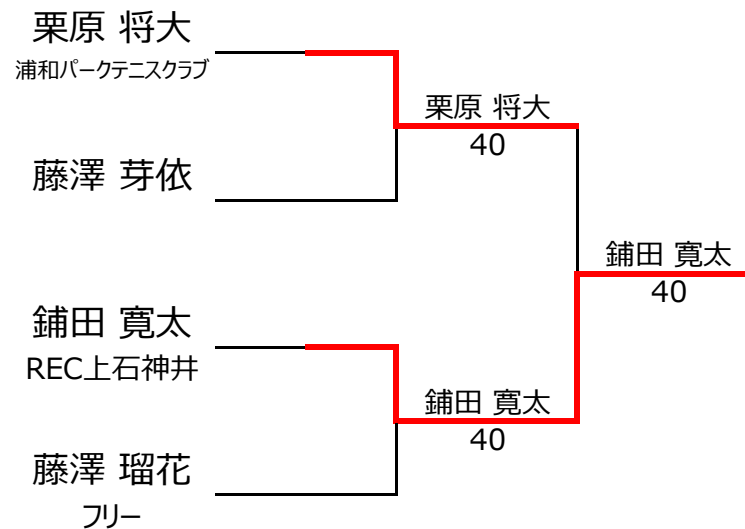 栗原 将大
浦和パークテニスクラブ
栗原 将大
40
藤澤 芽依
鋪田 寛太
40
鋪田 寛太
REC上石神井
鋪田 寛太
40
藤澤 瑠花
フリー